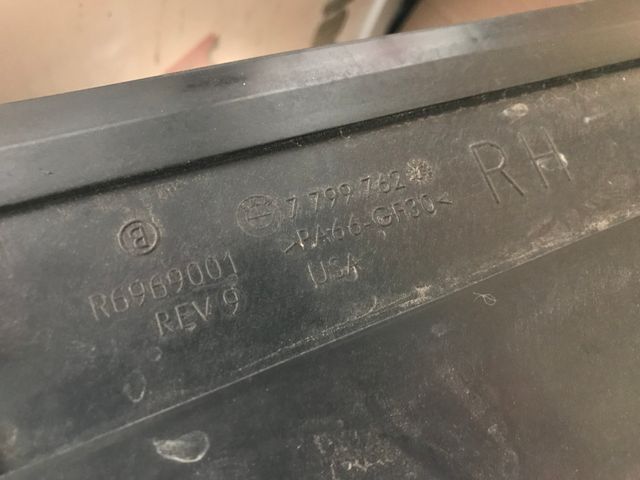 7 799 762
RH
>PA66-GF30<
USA
B
R6969001
REV 9